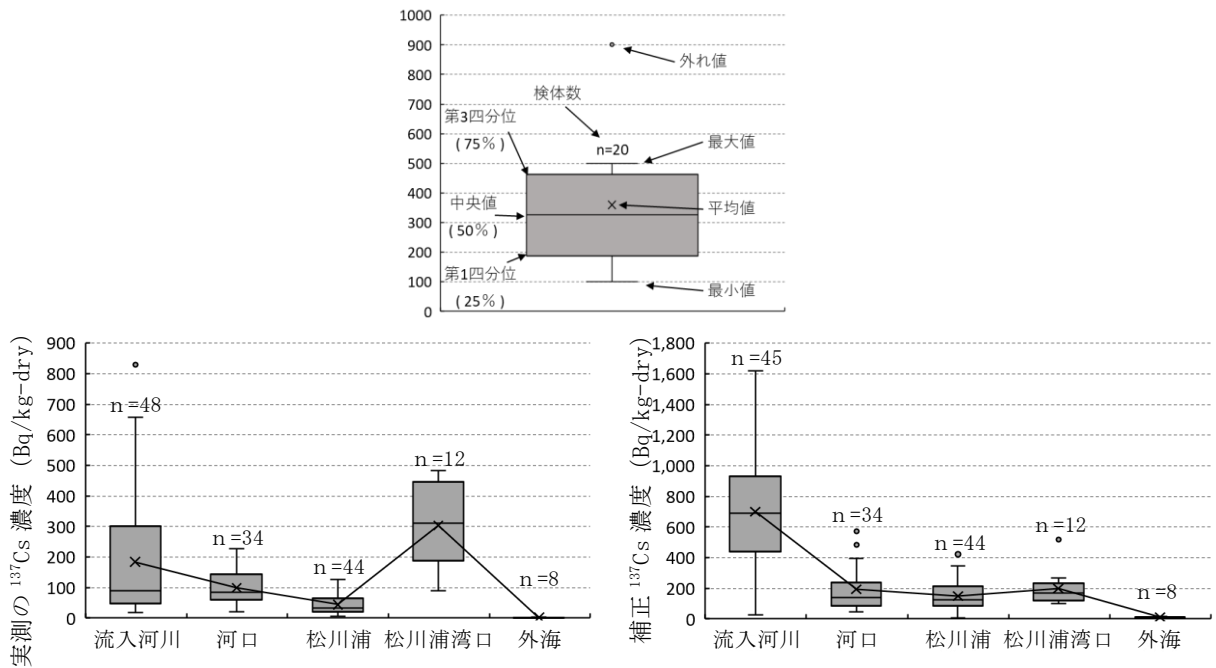 1000
900
800
700
600
500
400
300
200
100
0
外れ値
検体数
第3四分位
(75%)
n=20
最大値
中央値
(50%)
平均値
第1四分位
(25%)
最小値
実測の ¹³⁷Cs 濃度 (Bq/kg-dry)
900
800
700
600
500
400
300
200
100
0
n=48
n=34
n=44
n=12
n=8
流入河川
河口
松川浦
松川浦湾口
外海
補正 ¹³⁷Cs 濃度 (Bq/kg-dry)
1,800
1,600
1,400
1,200
1,000
800
600
400
200
0
n=45
n=34
n=44
n=12
n=8
流入河川
河口
松川浦
松川浦湾口
外海